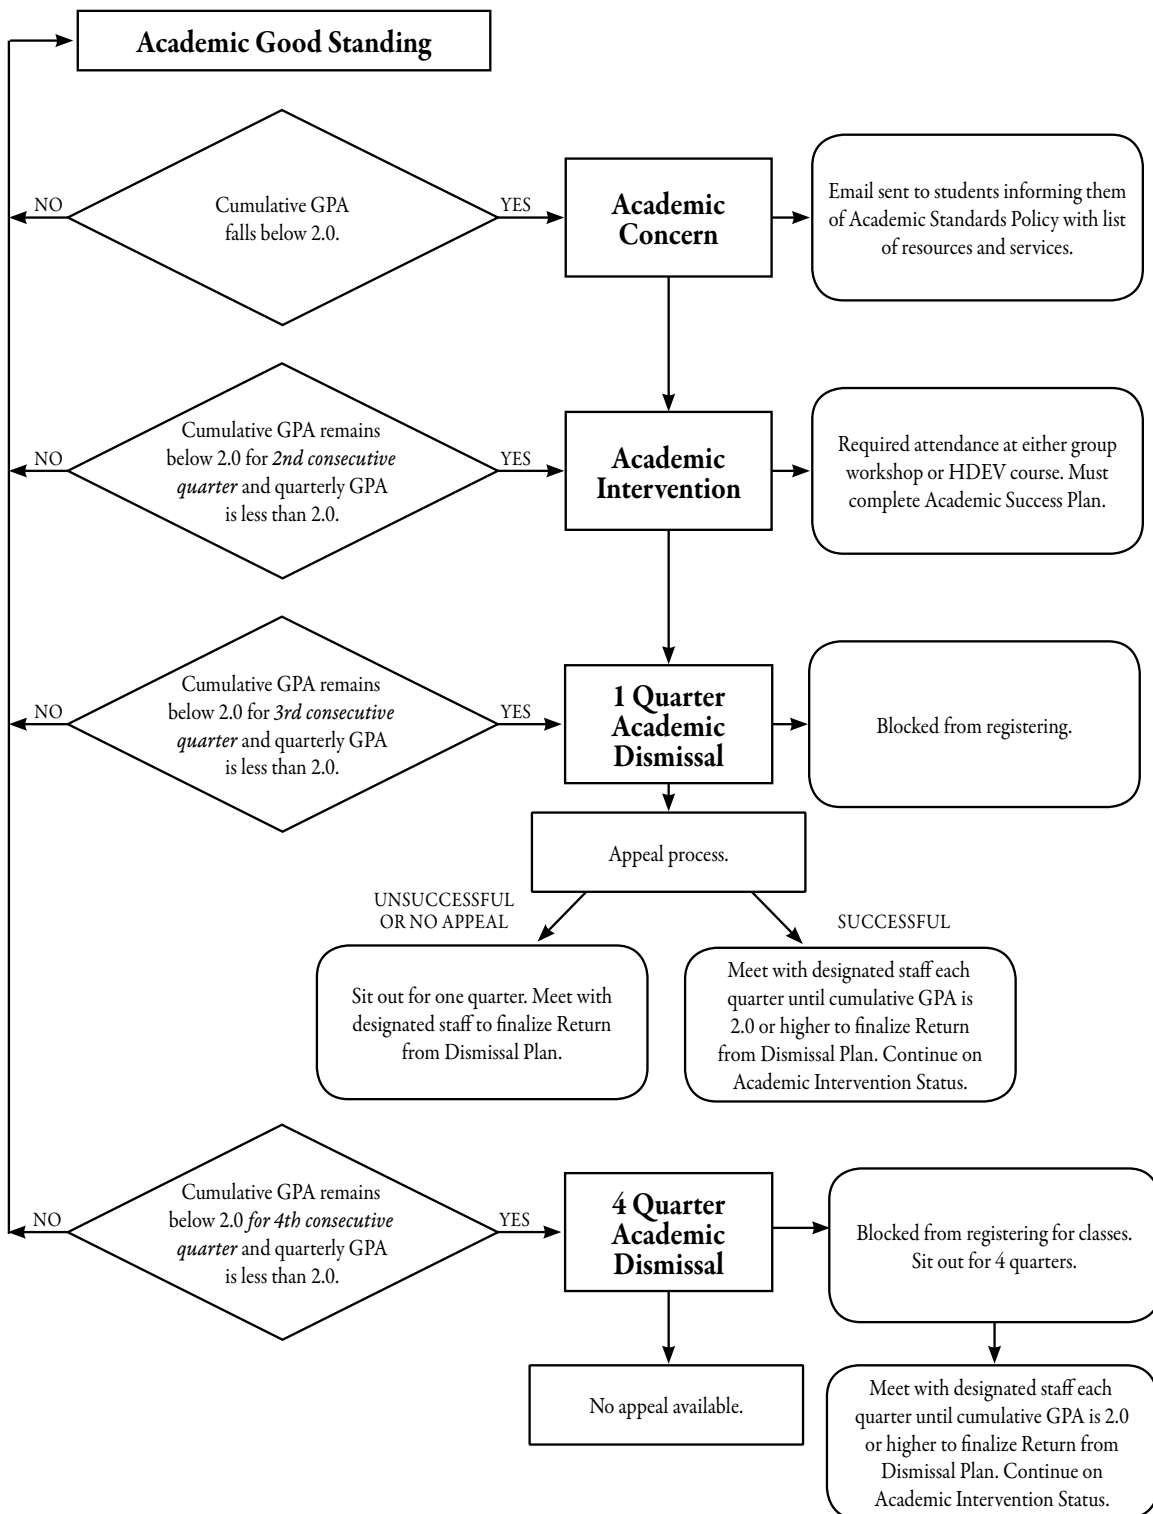 Academic Good Standing
NO
Cumulative GPA
falls below 2.0.
YES
Academic
Concern
Email sent to students informing them
of Academic Standards Policy with list
of resources and services.
NO
Cumulative GPA remains
below 2.0 for 2nd consecutive
quarter and quarterly GPA
is less than 2.0.
YES
Academic
Intervention
Required attendance at either group
workshop or HDEV course. Must
complete Academic Success Plan.
NO
Cumulative GPA remains
below 2.0 for 3rd consecutive
quarter and quarterly GPA
is less than 2.0.
YES
1 Quarter
Academic
Dismissal
Blocked from registering.
Appeal process.
UNSUCCESSFUL
OR NO APPEAL
SUCCESSFUL
Sit out for one quarter. Meet with
designated staff to finalize Return
from Dismissal Plan.
Meet with designated staff each
quarter until cumulative GPA is
2.0 or higher to finalize Return
from Dismissal Plan. Continue on
Academic Intervention Status.
NO
Cumulative GPA remains
below 2.0 for 4th consecutive
quarter and quarterly GPA
is less than 2.0.
YES
4 Quarter
Academic
Dismissal
Blocked from registering for classes.
Sit out for 4 quarters.
No appeal available.
Meet with designated staff each
quarter until cumulative GPA is 2.0
or higher to finalize Return from
Dismissal Plan. Continue on
Academic Intervention Status.